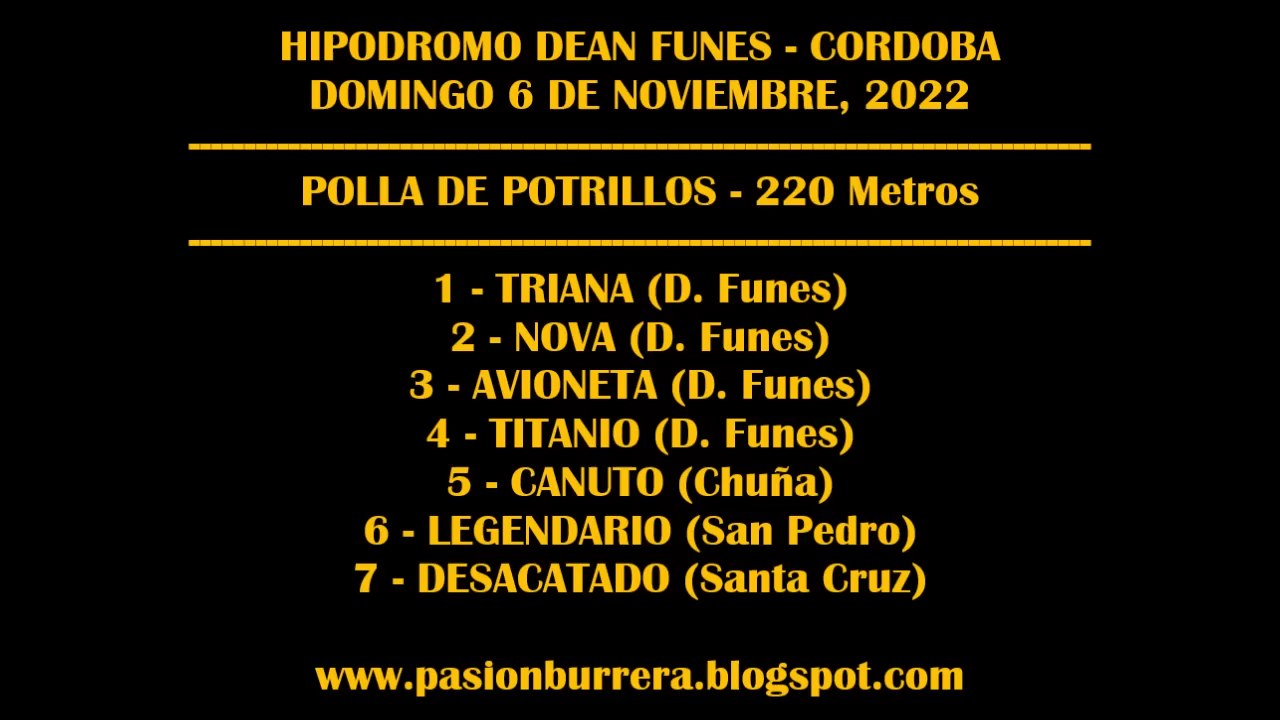 HIPODROMO DEAN FUNES - CORDOBA
DOMINGO 6 DE NOVIEMBRE, 2022
POLLA DE POTRILLOS - 220 Metros
1 - TRIANA (D. Funes)
2 - NOVA (D. Funes)
3 - AVIONETA (D. Funes)
4 - TITANIO (D. Funes)
5 - CANUTO (Chuña)
6 - LEGENDARIO (San Pedro)
7 - DESACATADO (Santa Cruz)
www.pasionburrera.blogspot.com